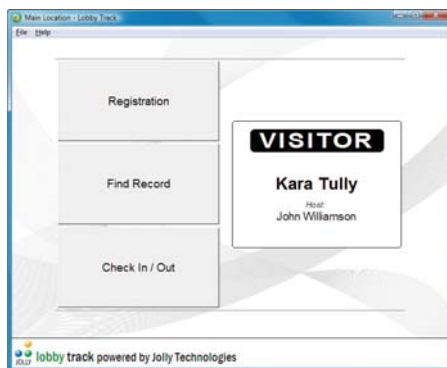 Main Location - Lobby Track
File Help
Registration
Find Record
Check In / Out
VISITOR
Kara Tully
Host:
John Williamson
JOLLY lobby track powered by Jolly Technologies